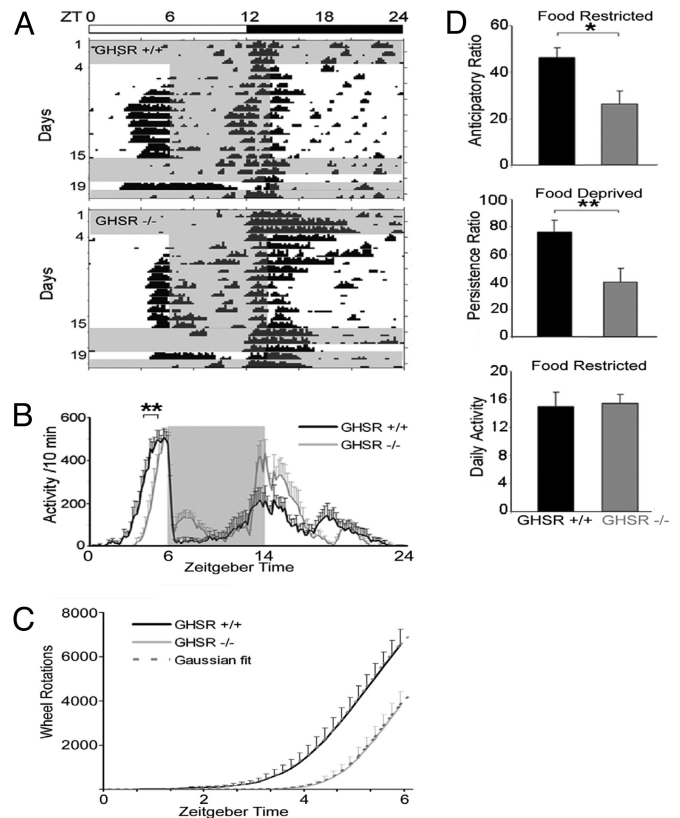 A
ZT 0 6 12 18 24
GHSR +/+
1
4
15
19
Days
GHSR -/-
1
4
15
19
Days
B
**
GHSR +/+
GHSR -/-
600
400
200
0
Activity /10 min
0 6 14 24
Zeitgeber Time
C
GHSR +/+
GHSR -/-
Gaussian fit
8000
6000
4000
2000
Wheel Rotations
0 2 4 6
Zeitgeber Time
D
Food Restricted
*
60
40
20
0
Anticipatory Ratio
Food Deprived
**
100
80
60
40
20
0
Persistence Ratio
Food Restricted
20
16
12
8
4
0
Daily Activity
GHSR +/+ GHSR -/-